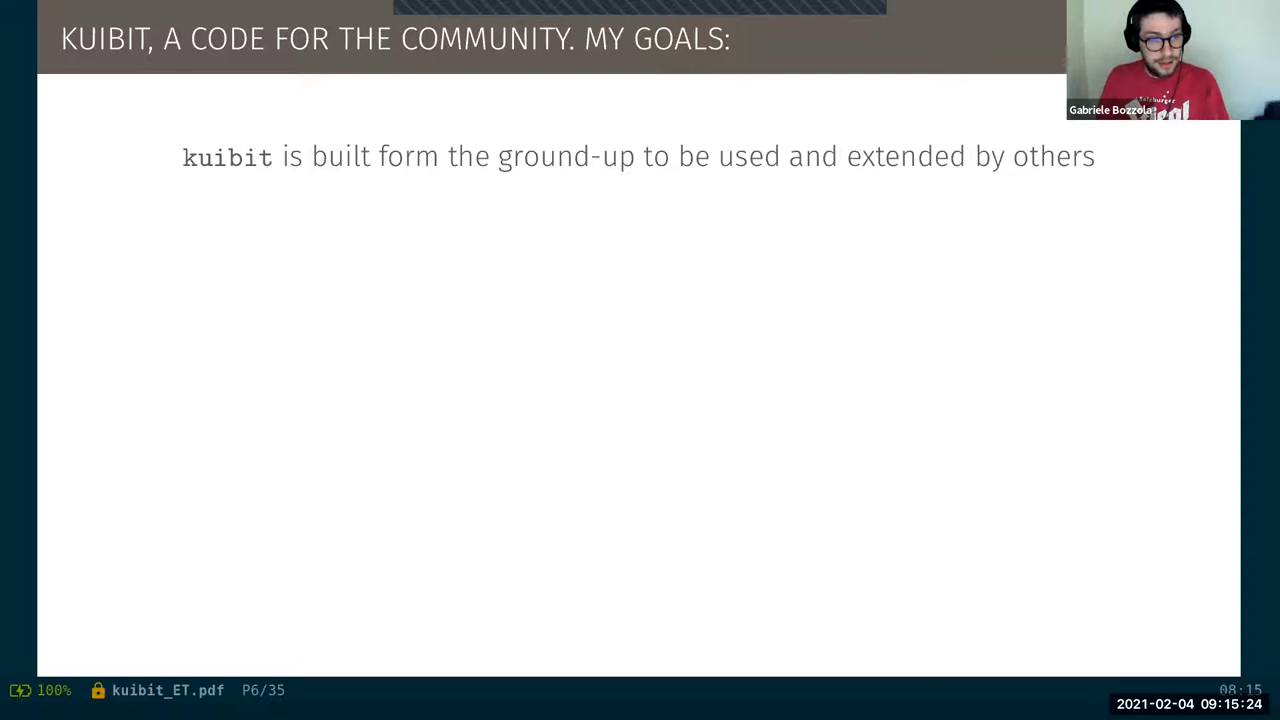 KUIBIT, A CODE FOR THE COMMUNITY. MY GOALS:
Gabriele Bozzola
kuibit is built form the ground-up to be used and extended by others
100% kuibit_ET.pdf P6/35
08:15
2021-02-04 09:15:24